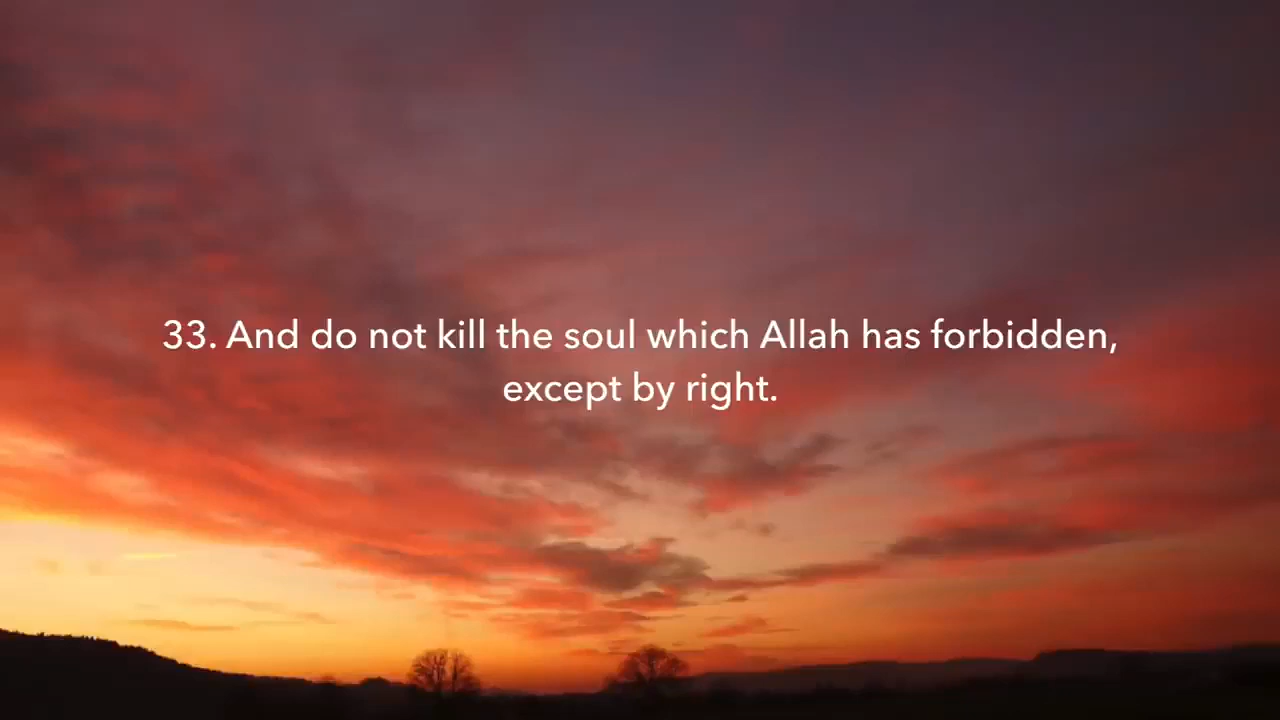 33. And do not kill the soul which Allah has forbidden,
except by right.